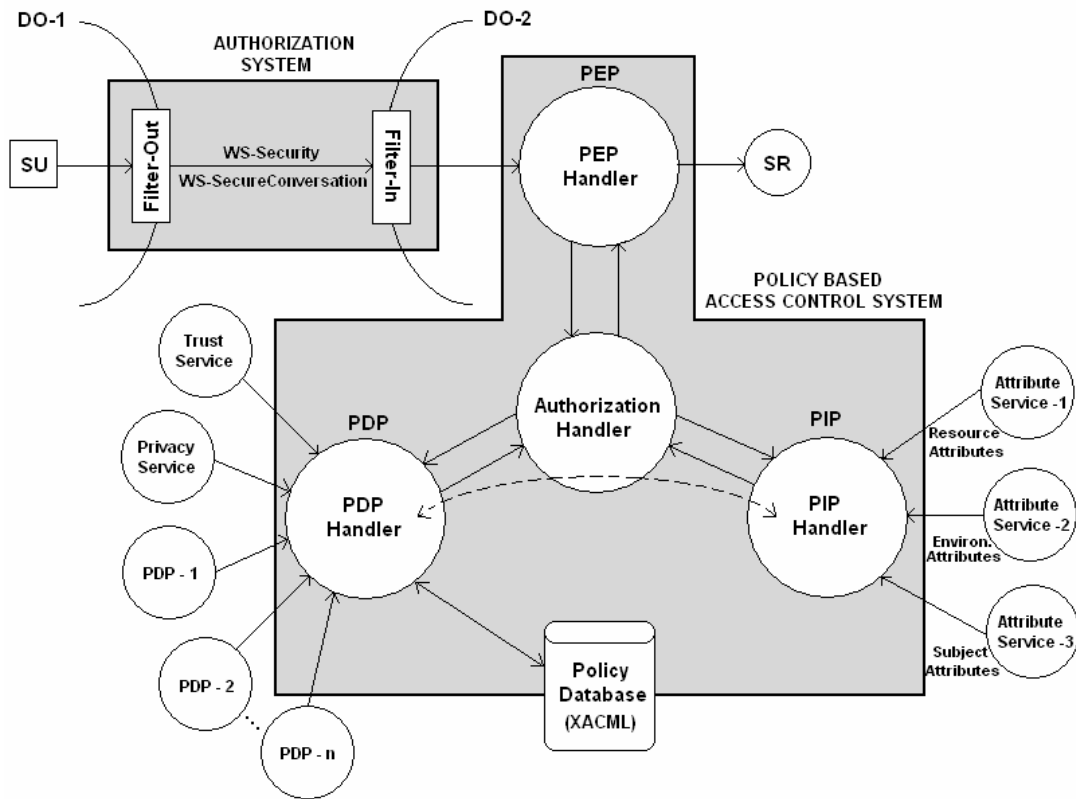 DO-1
DO-2
AUTHORIZATION
SYSTEM
SU
Filter-Out
WS-Security
WS-SecureConversation
Filter-In
PEP
PEP
Handler
SR
POLICY BASED
ACCESS CONTROL SYSTEM
Trust
Service
Privacy
Service
PDP - 1
PDP - 2
PDP - n
PDP
PDP
Handler
Authorization
Handler
PIP
PIP
Handler
Attribute
Service -1
Resource
Attributes
Attribute
Service -2
Environ.
Attributes
Attribute
Service -3
Subject
Attributes
Policy
Database
(XACML)